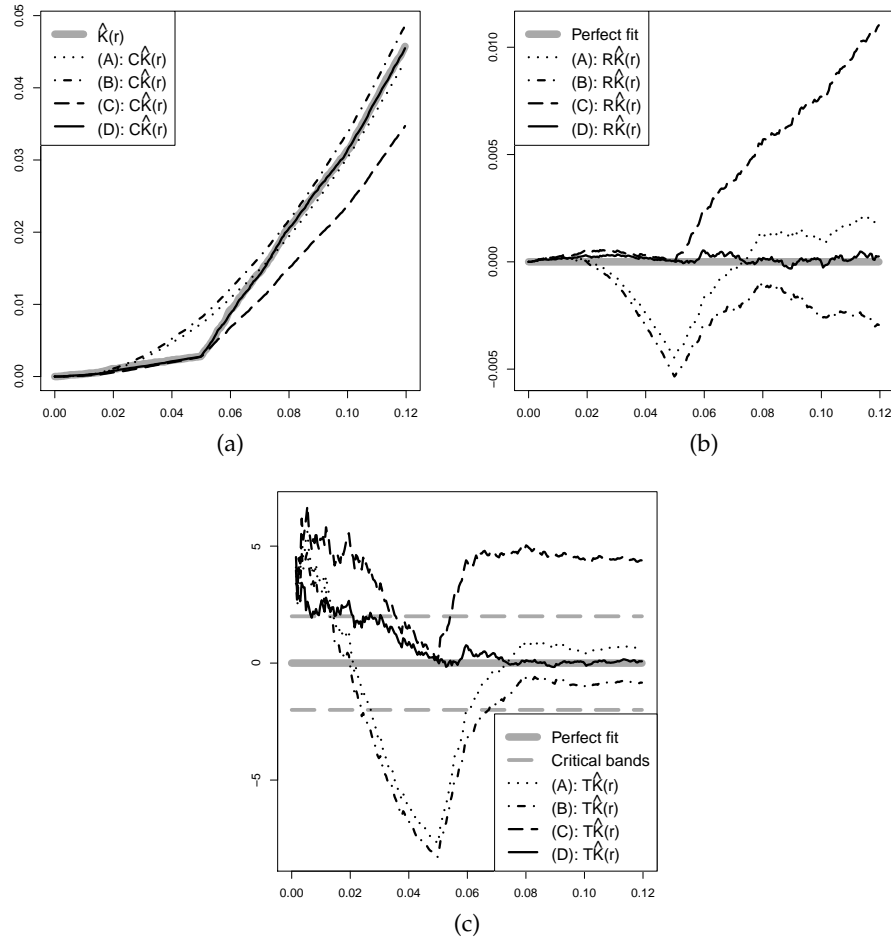 K̂(r)
(A): CK̂(r)
(B): CK̂(r)
(C): CK̂(r)
(D): CK̂(r)
0.05
0.04
0.03
0.02
0.01
0.00
0.00 0.02 0.04 0.06 0.08 0.10 0.12
(a)
Perfect fit
(A): RK̂(r)
(B): RK̂(r)
(C): RK̂(r)
(D): RK̂(r)
0.010
0.005
0.000
−0.005
0.00 0.02 0.04 0.06 0.08 0.10 0.12
(b)
5
0
−5
Perfect fit
Critical bands
(A): TK̂(r)
(B): TK̂(r)
(C): TK̂(r)
(D): TK̂(r)
0.00 0.02 0.04 0.06 0.08 0.10 0.12
(c)